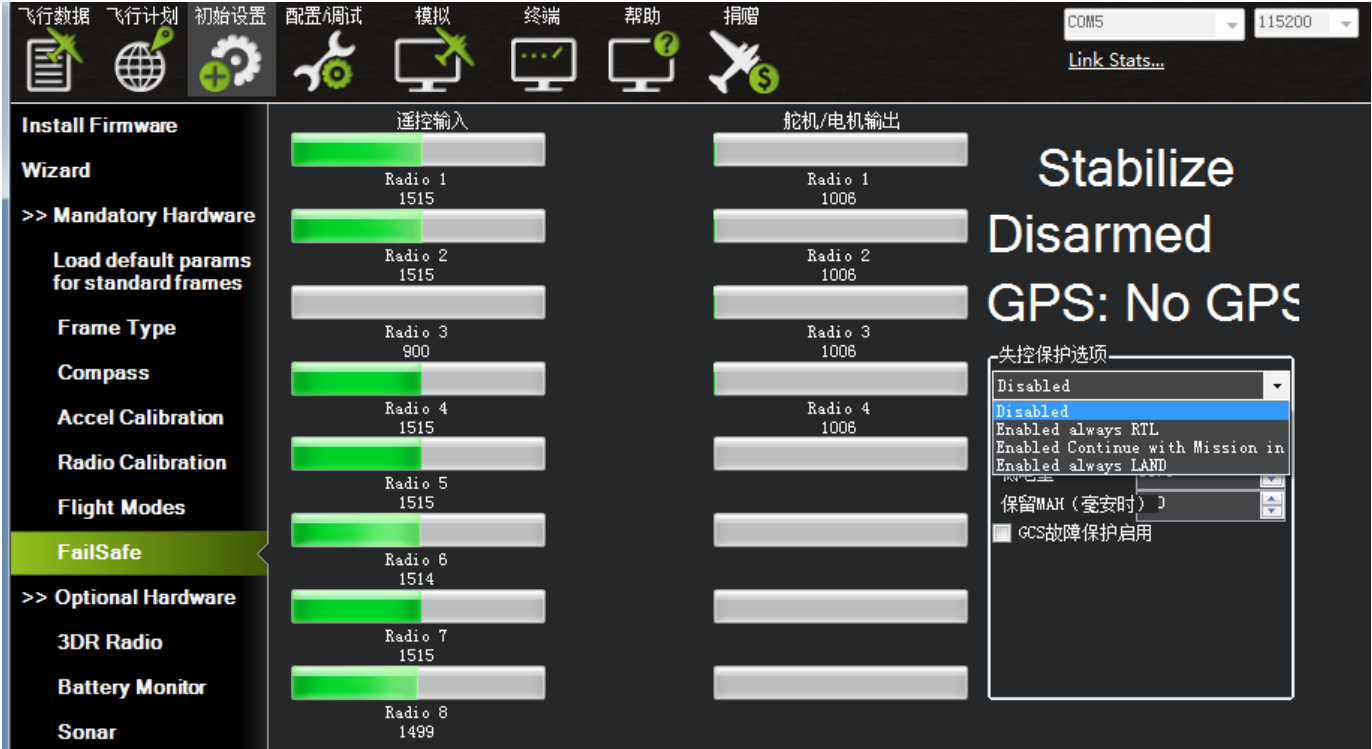 飞行数据 飞行计划 初始设置 配置/调试 模拟 终端 帮助 捐赠
COM5 115200
Link Stats...
Install Firmware
Wizard
>> Mandatory Hardware
Load default params
for standard frames
Frame Type
Compass
Accel Calibration
Radio Calibration
Flight Modes
FailSafe
>> Optional Hardware
3DR Radio
Battery Monitor
Sonar
遥控输入
Radio 1
1515
Radio 2
1515
Radio 3
900
Radio 4
1515
Radio 5
1515
Radio 6
1514
Radio 7
1515
Radio 8
1499
舵机/电机输出
Radio 1
1006
Radio 2
1006
Radio 3
1006
Radio 4
1006
Stabilize
Disarmed
GPS: No GPS
失控保护选项
Disabled
Disabled
Enabled always RTL
Enabled Continue with Mission in
Enabled always LAND
保留MAH（毫安时）
GCS故障保护启用